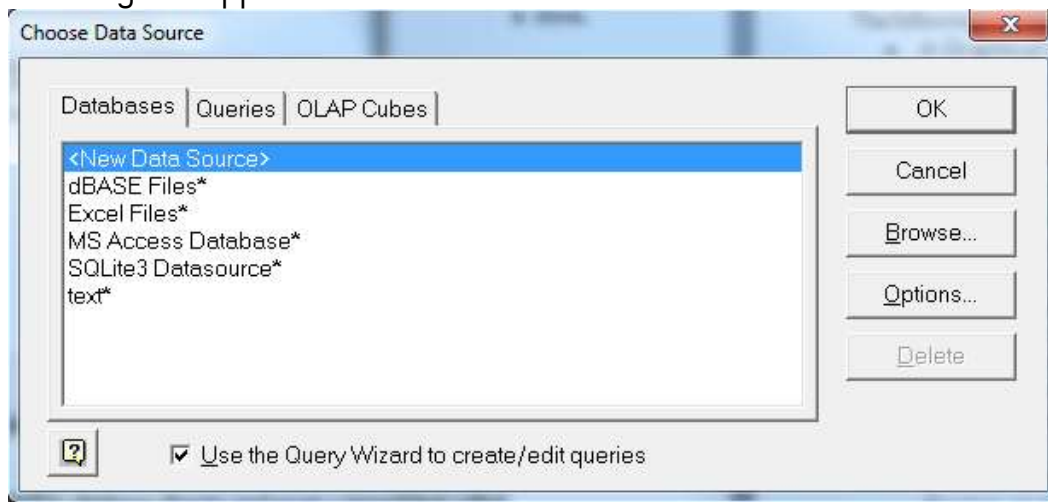 Choose Data Source
Databases Queries OLAP Cubes
<New Data Source>
dBASE Files*
Excel Files*
MS Access Database*
SQLite3 Datasource*
text*
OK
Cancel
Browse...
Options...
Delete
Use the Query Wizard to create/edit queries